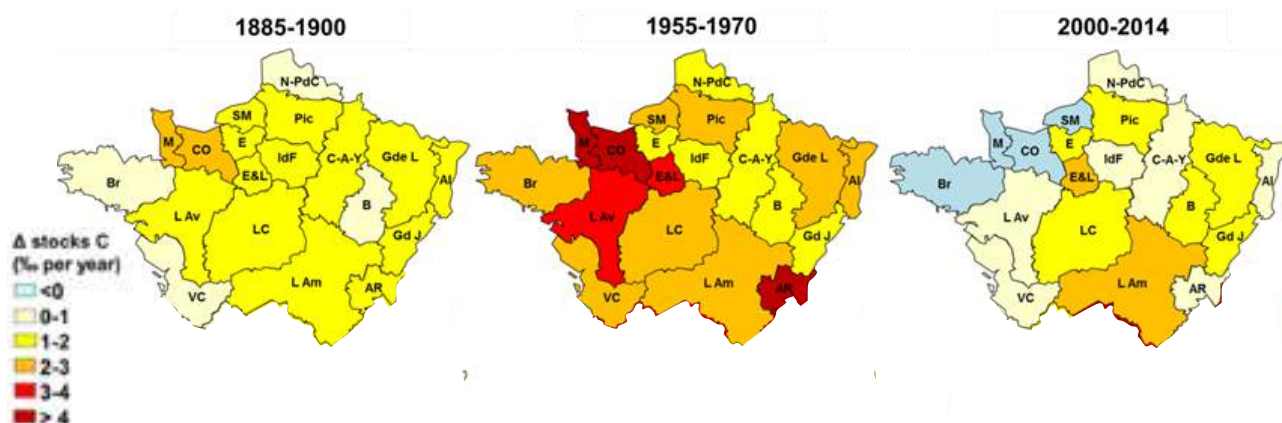 1885-1900
N-PdC
SM
Pic
M
CO
E
IdF
C-A-Y
Gde L
Al
E&L
Br
B
L Av
LC
Gd J
L Am
AR
VC
1955-1970
N-PdC
SM
Pic
M
CO
E
IdF
C-A-Y
Gde L
Al
E&L
Br
B
L Av
LC
Gd J
L Am
AR
VC
2000-2014
N-PdC
SM
Pic
M
CO
E
IdF
C-A-Y
Gde L
Al
E&L
Br
B
L Av
LC
Gd J
L Am
AR
VC
Δ stocks C
(‰ per year)
<0
0-1
1-2
2-3
3-4
> 4